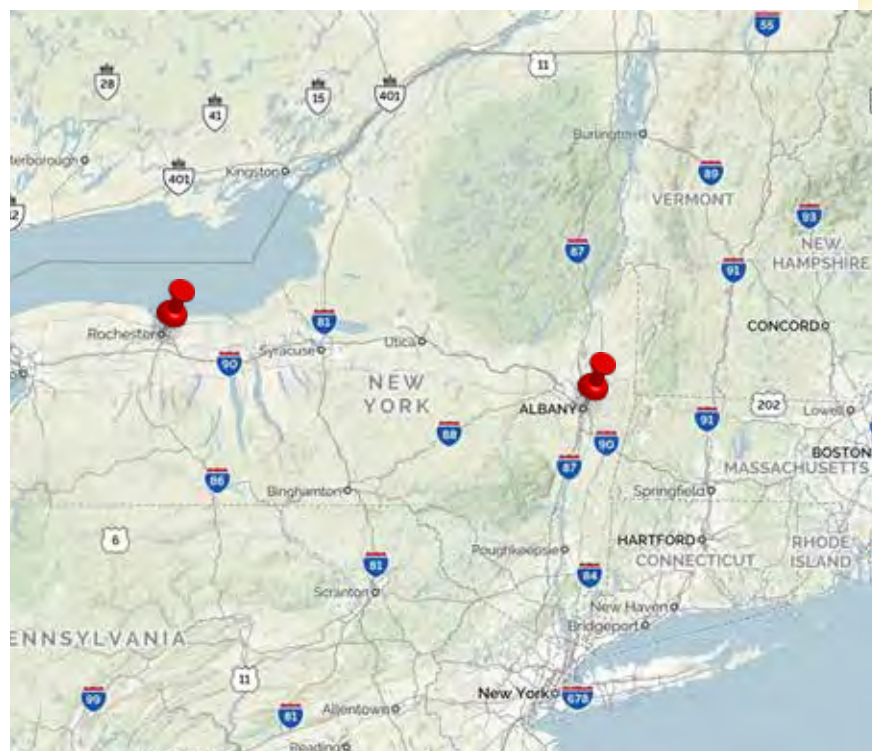 55
11
28
41
15
401
Burlington
terborough
Kingston
401
89
VERMONT
93
87
NEW
HAMPSHIRE
91
Rochester
81
CONCORD
Syracuse
Utica
90
NEW
YORK
ALBANY
202
Lowell
91
88
90
BOSTON
87
MASSACHUSETTS
86
Binghamton
Springfield
6
HARTFORD
RHODE
ISLAND
Poughkeepsie
CONNECTICUT
81
84
Scranton
New Haven
Bridgeport
ENNSYLVANIA
11
New York
678
99
81
Allentown
Reading